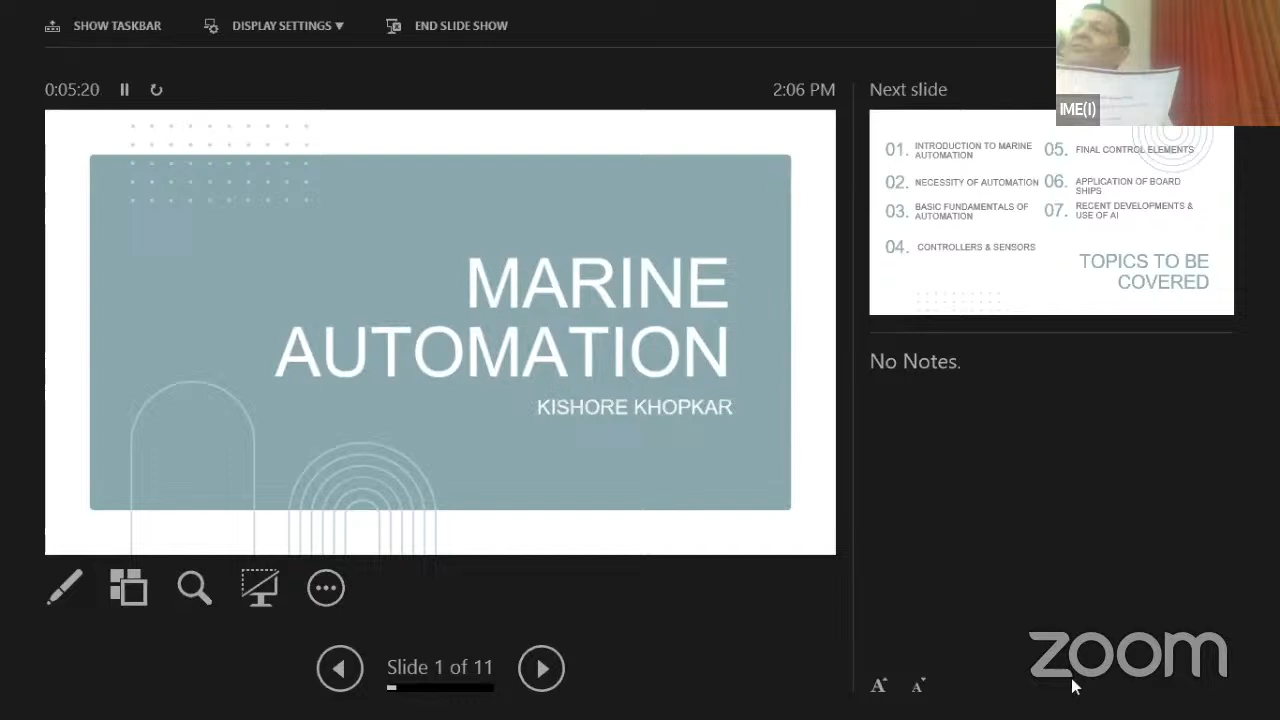 SHOW TASKBAR
DISPLAY SETTINGS ▼
END SLIDE SHOW
0:05:20
2:06 PM
MARINE
AUTOMATION
KISHORE KHOPKAR
Slide 1 of 11
Next slide
IME(I)
01. INTRODUCTION TO MARINE
AUTOMATION
02. NECESSITY OF AUTOMATION
03. BASIC FUNDAMENTALS OF
AUTOMATION
04. CONTROLLERS & SENSORS
05. FINAL CONTROL ELEMENTS
06. APPLICATION OF BOARD
SHIPS
07. RECENT DEVELOPMENTS &
USE OF AI
TOPICS TO BE
COVERED
No Notes.
A A
zoom